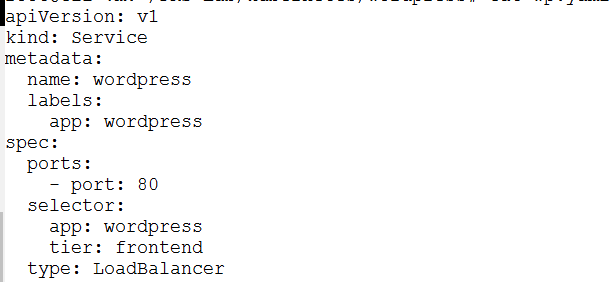 apiVersion: v1
kind: Service
metadata:
  name: wordpress
  labels:
    app: wordpress
spec:
  ports:
    - port: 80
  selector:
    app: wordpress
    tier: frontend
  type: LoadBalancer